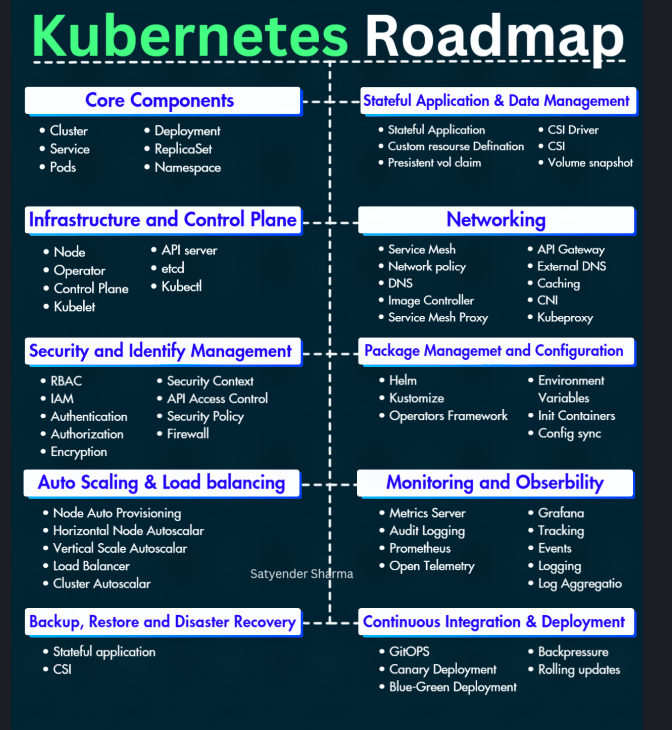 Kubernetes Roadmap
Core Components
• Cluster
• Service
• Pods
• Deployment
• ReplicaSet
• Namespace
Stateful Application & Data Management
• Stateful Application
• Custom resourse Defination
• Presistent vol claim
• CSI Driver
• CSI
• Volume snapshot
Infrastructure and Control Plane
• Node
• Operator
• Control Plane
• Kubelet
• API server
• etcd
• Kubectl
Networking
• Service Mesh
• Network policy
• DNS
• Image Controller
• Service Mesh Proxy
• API Gateway
• External DNS
• Caching
• CNI
• Kubeproxy
Security and Identify Management
• RBAC
• IAM
• Authentication
• Authorization
• Encryption
• Security Context
• API Access Control
• Security Policy
• Firewall
Package Managemet and Configuration
• Helm
• Kustomize
• Operators Framework
• Environment
Variables
• Init Containers
• Config sync
Auto Scaling & Load balancing
• Node Auto Provisioning
• Horizontal Node Autoscalar
• Vertical Scale Autoscalar
• Load Balancer
• Cluster Autoscalar
Monitoring and Obserbility
• Metrics Server
• Audit Logging
• Prometheus
• Open Telemetry
• Grafana
• Tracking
• Events
• Logging
• Log Aggregatio
Satyender Sharma
Backup, Restore and Disaster Recovery
• Stateful application
• CSI
Continuous Integration & Deployment
• GitOPS
• Canary Deployment
• Blue-Green Deployment
• Backpressure
• Rolling updates